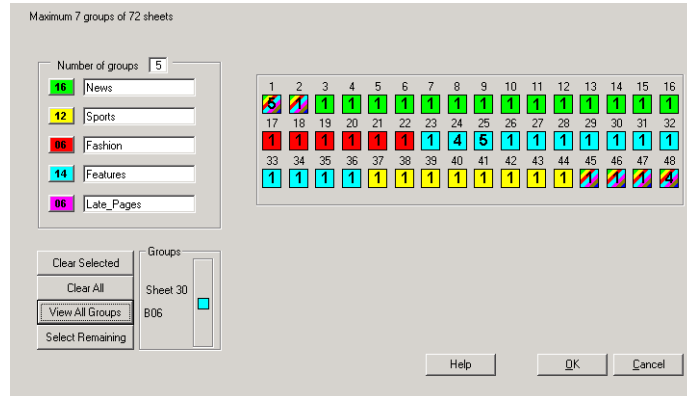 Maximum 7 groups of 72 sheets
Number of groups 5
16 News
12 Sports
06 Fashion
14 Features
06 Late_Pages
1 2 3 4 5 6 7 8 9 10 11 12 13 14 15 16
5 1 1 1 1 1 1 1 1 1 1 1 1 1 1 1
17 18 19 20 21 22 23 24 25 26 27 28 29 30 31 32
1 1 1 1 1 1 1 4 5 1 1 1 1 1 1 1
33 34 35 36 37 38 39 40 41 42 43 44 45 46 47 48
1 1 1 1 1 1 1 1 1 1 1 1 1 1 1 4
Clear Selected
Clear All
View All Groups
Select Remaining
Groups
Sheet 30
B06
Help OK Cancel